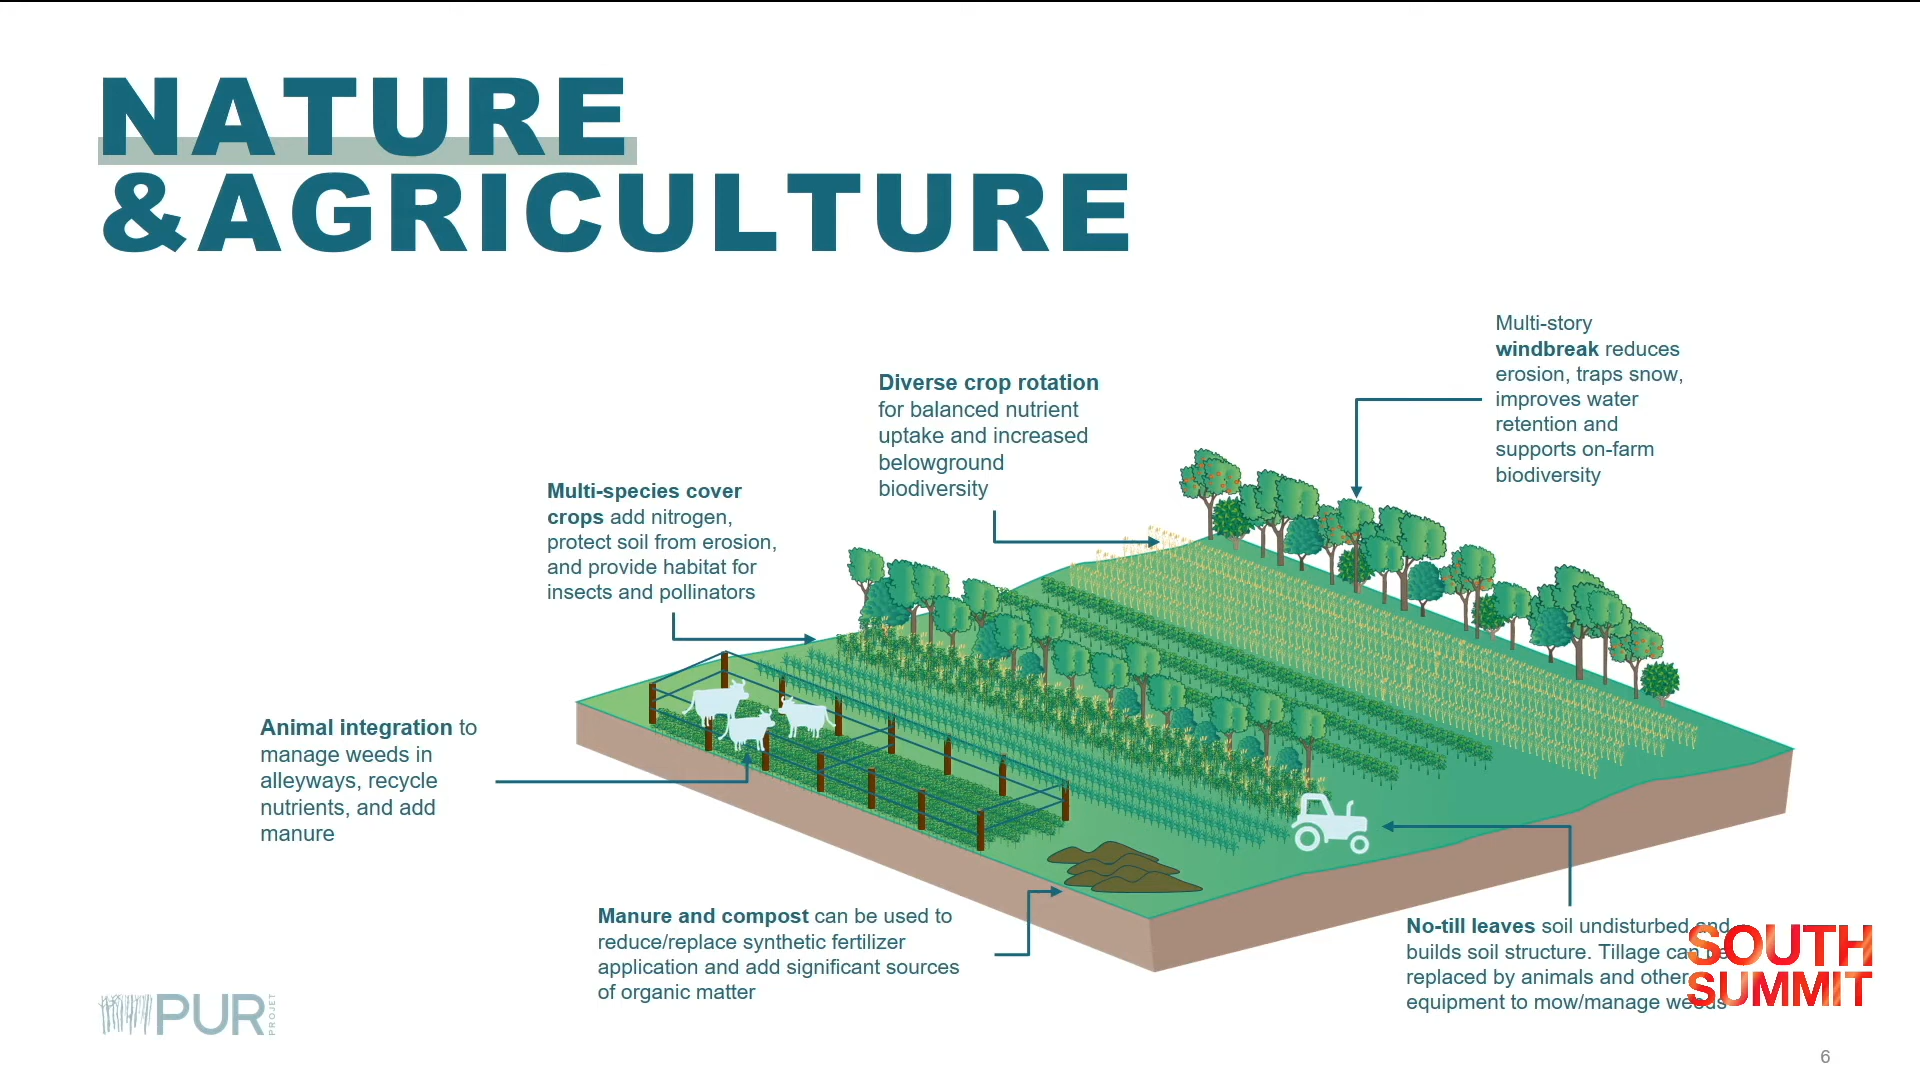 NATURE
&AGRICULTURE
Multi-story
windbreak reduces
erosion, traps snow,
improves water
retention and
supports on-farm
biodiversity
Diverse crop rotation
for balanced nutrient
uptake and increased
belowground
biodiversity
Multi-species cover
crops add nitrogen,
protect soil from erosion,
and provide habitat for
insects and pollinators
Animal integration to
manage weeds in
alleyways, recycle
nutrients, and add
manure
Manure and compost can be used to
reduce/replace synthetic fertilizer
application and add significant sources
of organic matter
No-till leaves soil undisturbed and
builds soil structure. Tillage can be
replaced by animals and other
equipment to mow/manage weeds
SOUTH
SUMMIT
PUR PROJET
6